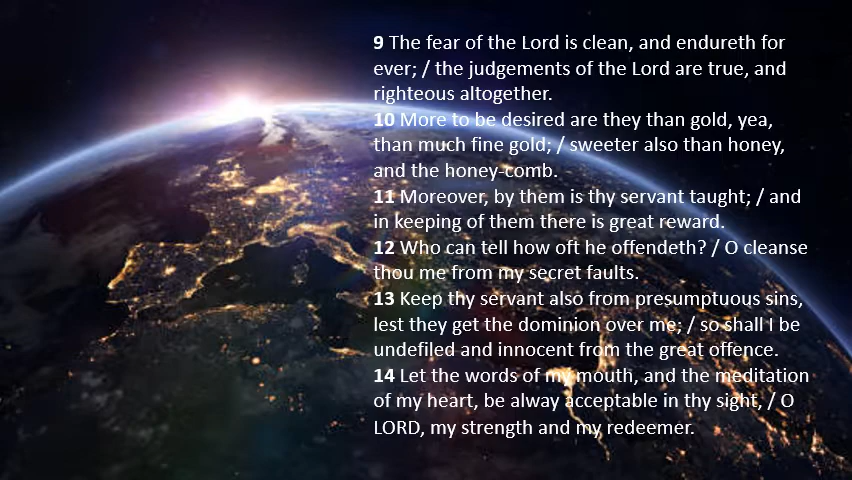 9 The fear of the Lord is clean, and endureth for
ever; / the judgements of the Lord are true, and
righteous altogether.
10 More to be desired are they than gold, yea,
than much fine gold; / sweeter also than honey,
and the honey-comb.
11 Moreover, by them is thy servant taught; / and
in keeping of them there is great reward.
12 Who can tell how oft he offendeth? / O cleanse
thou me from my secret faults.
13 Keep thy servant also from presumptuous sins,
lest they get the dominion over me; / so shall I be
undefiled and innocent from the great offence.
14 Let the words of my mouth, and the meditation
of my heart, be alway acceptable in thy sight, / O
LORD, my strength and my redeemer.